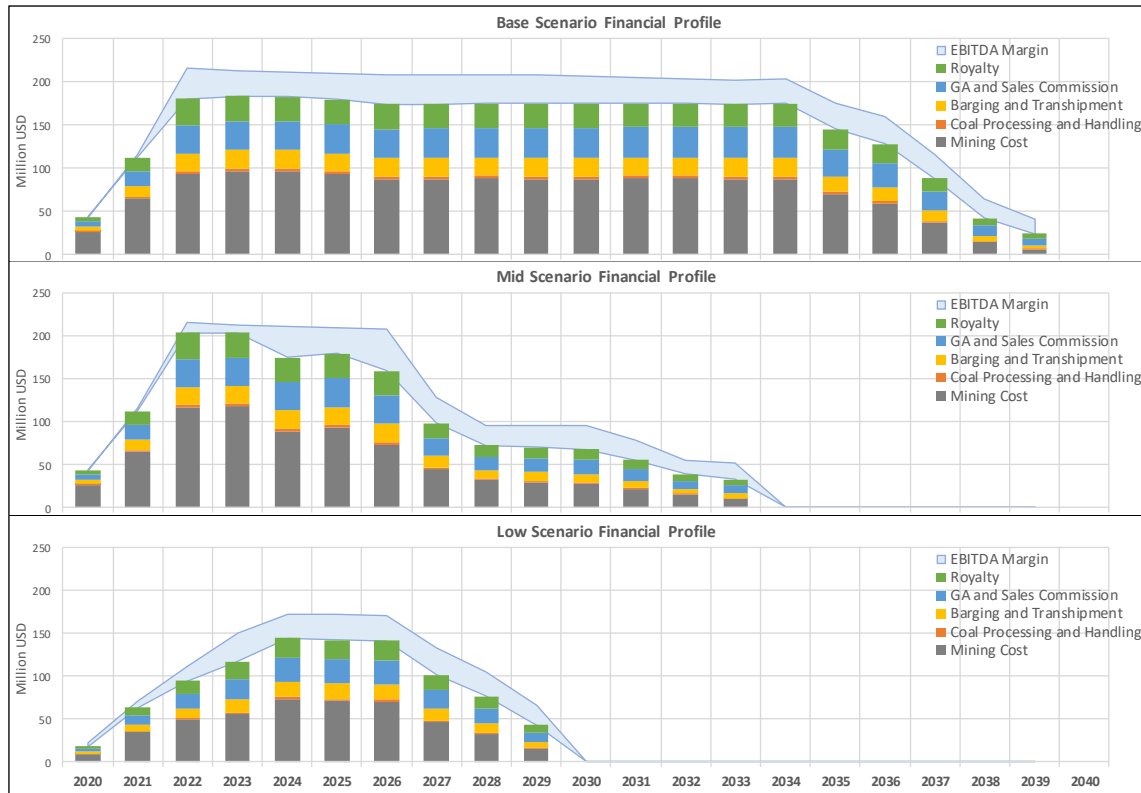 Base Scenario Financial Profile
Million USD
250
200
150
100
50
0
EBITDA Margin
Royalty
GA and Sales Commission
Barging and Transhipment
Coal Processing and Handling
Mining Cost
Mid Scenario Financial Profile
Million USD
250
200
150
100
50
0
EBITDA Margin
Royalty
GA and Sales Commission
Barging and Transhipment
Coal Processing and Handling
Mining Cost
Low Scenario Financial Profile
Million USD
250
200
150
100
50
0
EBITDA Margin
Royalty
GA and Sales Commission
Barging and Transhipment
Coal Processing and Handling
Mining Cost
2020 2021 2022 2023 2024 2025 2026 2027 2028 2029 2030 2031 2032 2033 2034 2035 2036 2037 2038 2039 2040